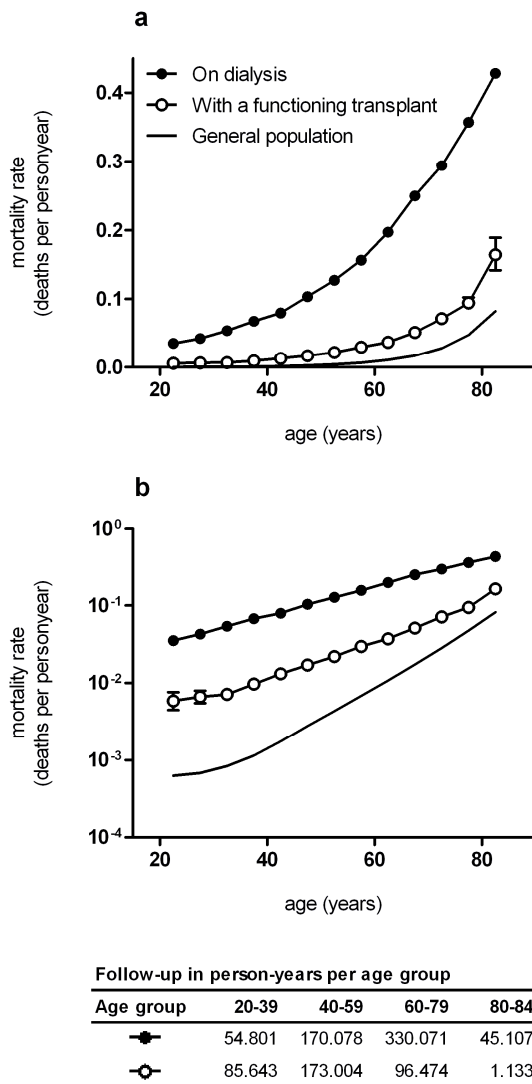 a
mortality rate
(deaths per personyear)
0.4
0.3
0.2
0.1
0.0
On dialysis
With a functioning transplant
General population
20 40 60 80
age (years)
b
mortality rate
(deaths per personyear)
10⁰
10⁻¹
10⁻²
10⁻³
10⁻⁴
20 40 60 80
age (years)
Follow-up in person-years per age group
Age group 20-39 40-59 60-79 80-84
54.801 170.078 330.071 45.107
85.643 173.004 96.474 1.133